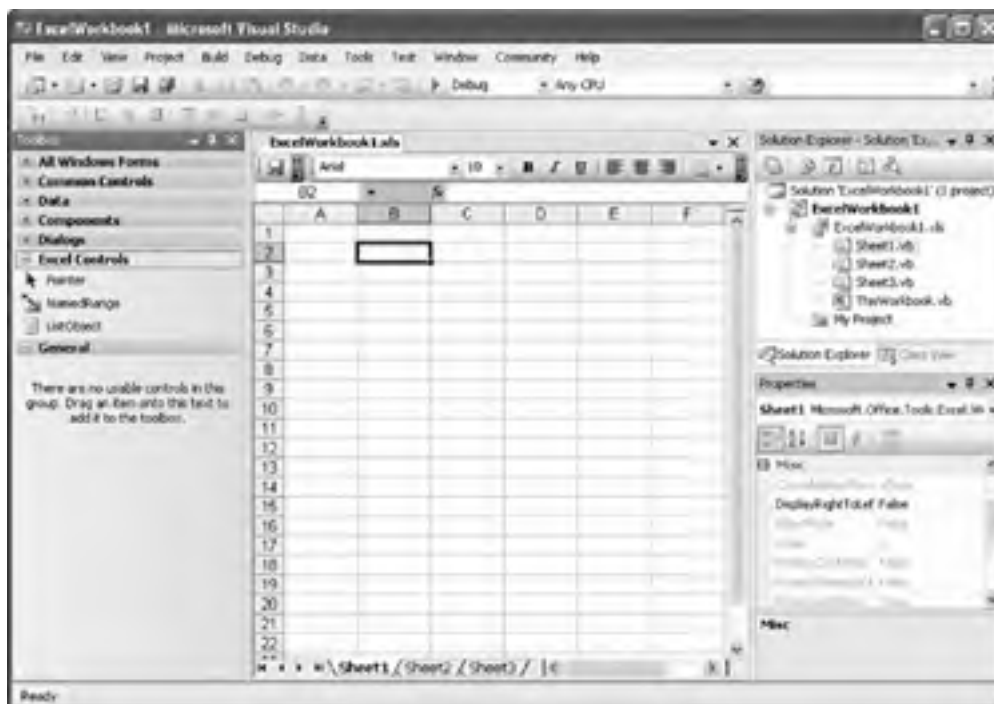 ExcelWorkbook1 - Microsoft Visual Studio
File Edit View Project Build Debug Data Tools Test Window Community Help
Debug Any CPU
Toolbox
All Windows Forms
Common Controls
Data
Components
Dialogs
Excel Controls
Pointer
NamedRange
ListObject
General
There are no usable controls in this
group. Drag an item onto this text to
add it to the toolbox.
ExcelWorkbook1.xls
Arial 10 B I U
B2
A B C D E F
1
2
3
4
5
6
7
8
9
10
11
12
13
14
15
16
17
18
19
20
21
22
Sheet1 Sheet2 Sheet3
Solution Explorer - Solution 'Ex...
Solution 'ExcelWorkbook1' (1 project)
ExcelWorkbook1
ExcelWorkbook1.xls
Sheet1.vb
Sheet2.vb
Sheet3.vb
ThisWorkbook.vb
My Project
Solution Explorer Class View
Properties
Sheet1 Microsoft.Office.Tools.Excel.
Misc
DisplayRightToLef False
Misc
Ready